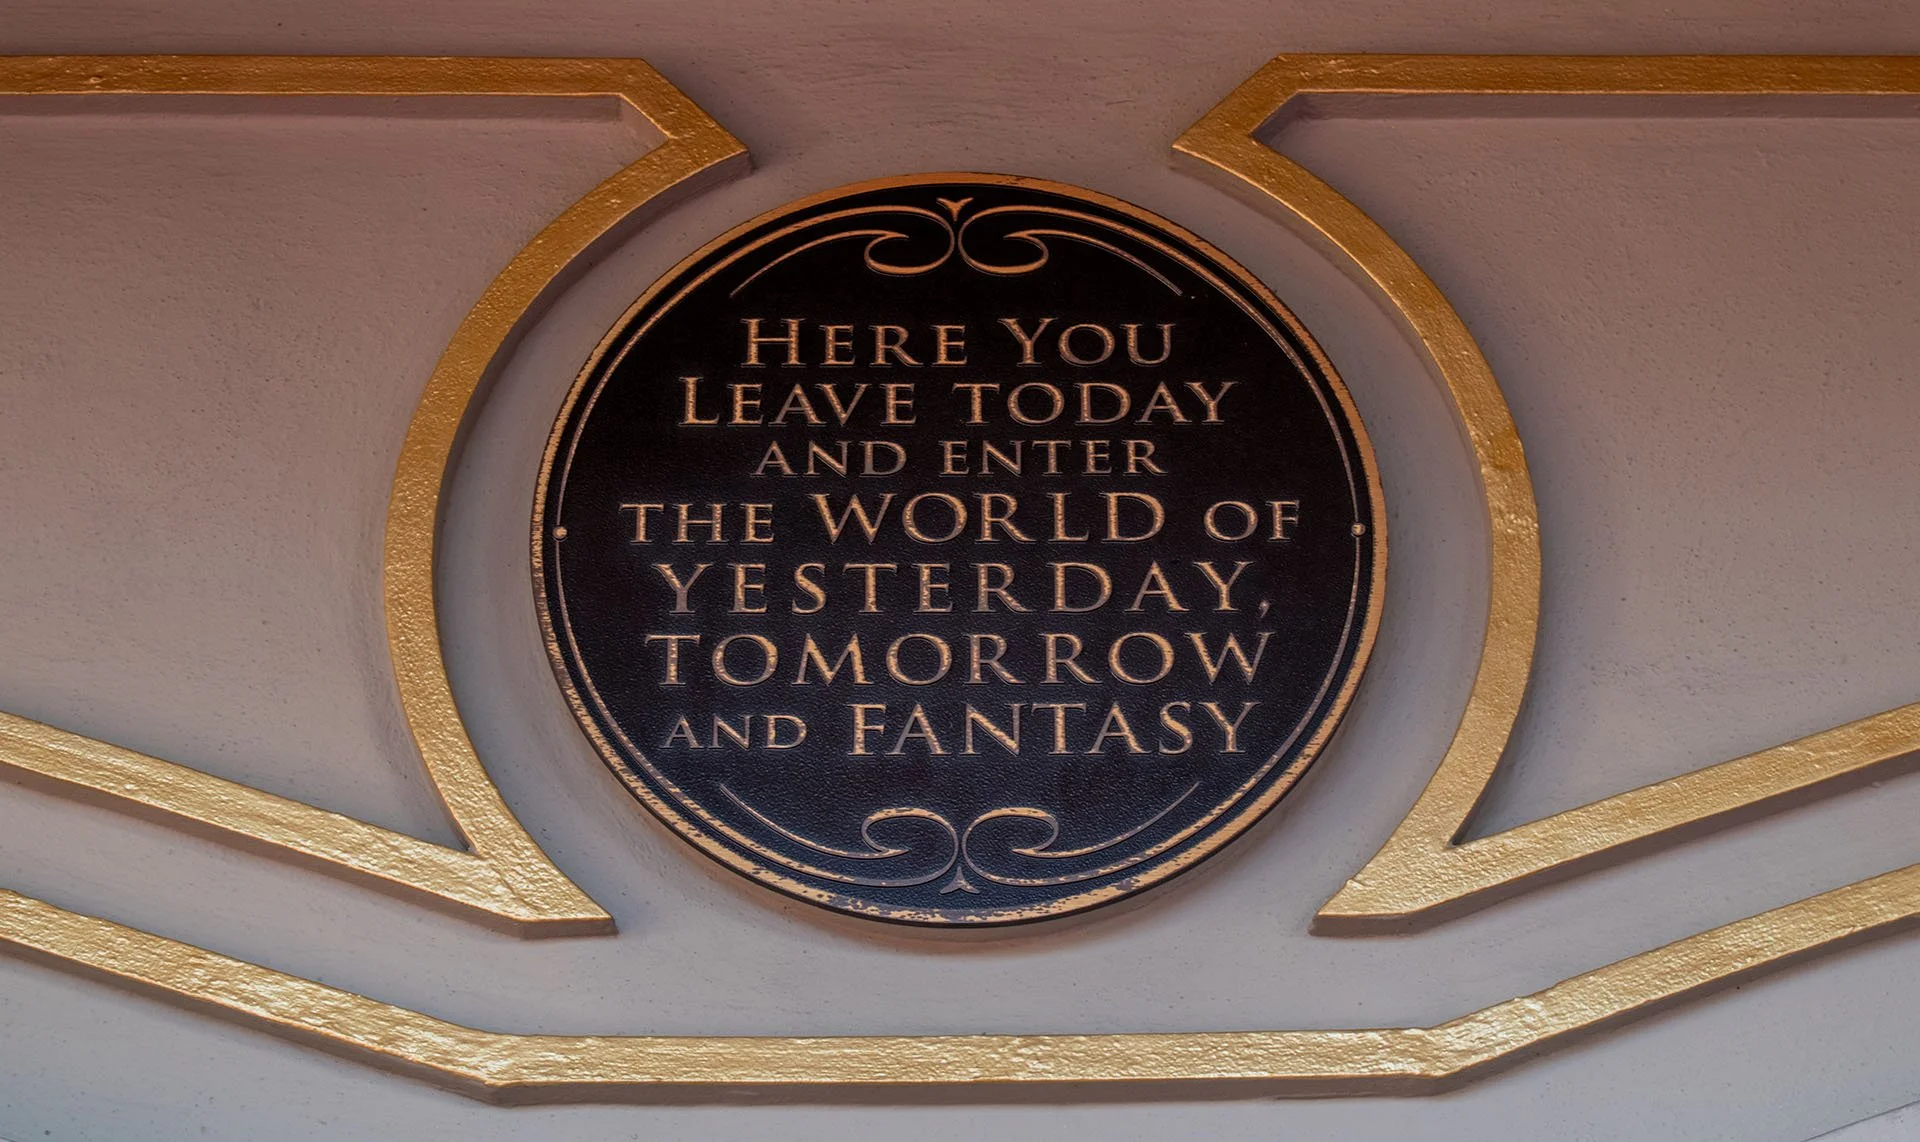 HERE YOU
LEAVE TODAY
AND ENTER
THE WORLD OF
YESTERDAY,
TOMORROW
AND FANTASY